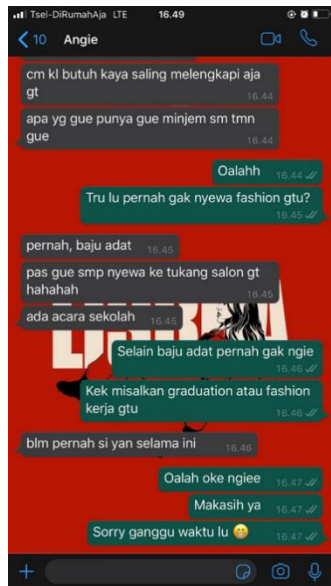 Tsel-DiRumahAja LTE 16.49
10 Angie
cm kl butuh kaya saling melengkapi aja
gt
16.44
apa yg gue punya gue minjem sm tmn
gue
16.44
Oalahh 16.44
Tru lu pernah gak nyewa fashion gtu?
16.45
pernah, baju adat 16.45
pas gue smp nyewa ke tukang salon gt
hahahah
16.45
ada acara sekolah 16.45
Selain baju adat pernah gak ngie
16.46
Kek misalkan graduation atau fashion
kerja gtu
16.46
blm pernah si yan selama ini 16.46
Oalah oke ngiee 16.47
Makasih ya 16.47
Sorry ganggu waktu lu 😁 16.47